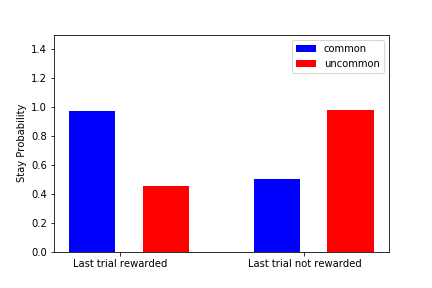 common
uncommon
Stay Probability
1.4
1.2
1.0
0.8
0.6
0.4
0.2
0.0
Last trial rewarded
Last trial not rewarded